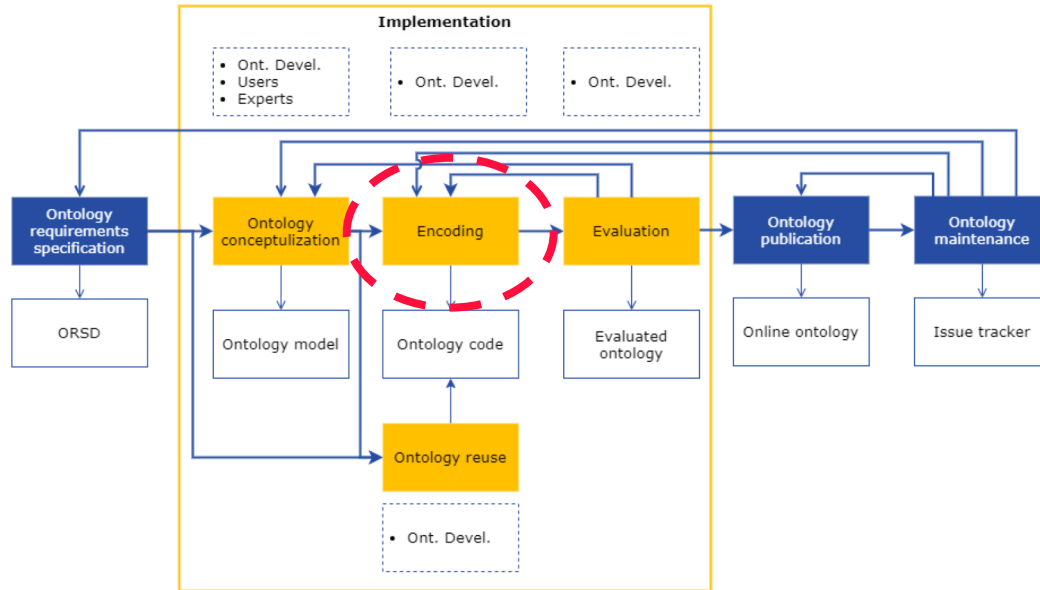 Implementation
• Ont. Devel.
• Users
• Experts
• Ont. Devel.
• Ont. Devel.
Ontology
requirements
specification
Ontology
conceptulization
Encoding
Evaluation
Ontology
publication
Ontology
maintenance
ORSD
Ontology model
Ontology code
Evaluated
ontology
Online ontology
Issue tracker
Ontology reuse
• Ont. Devel.